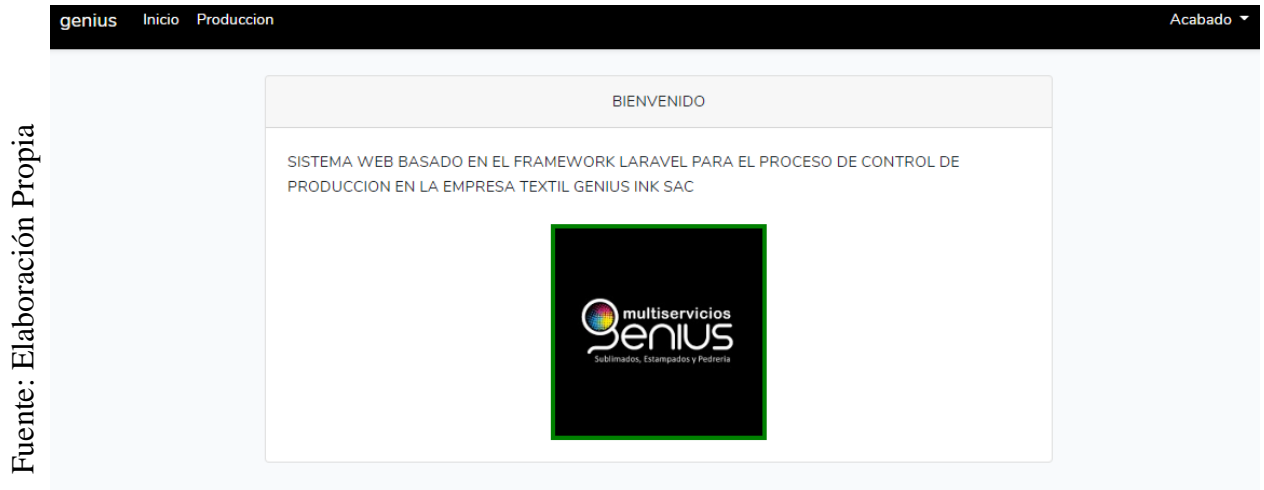 genius Inicio Produccion Acabado
BIENVENIDO
SISTEMA WEB BASADO EN EL FRAMEWORK LARAVEL PARA EL PROCESO DE CONTROL DE
PRODUCCION EN LA EMPRESA TEXTIL GENIUS INK SAC
multiservicios
genius
Sublimados, Estampados y Pedreria
Fuente: Elaboración Propia